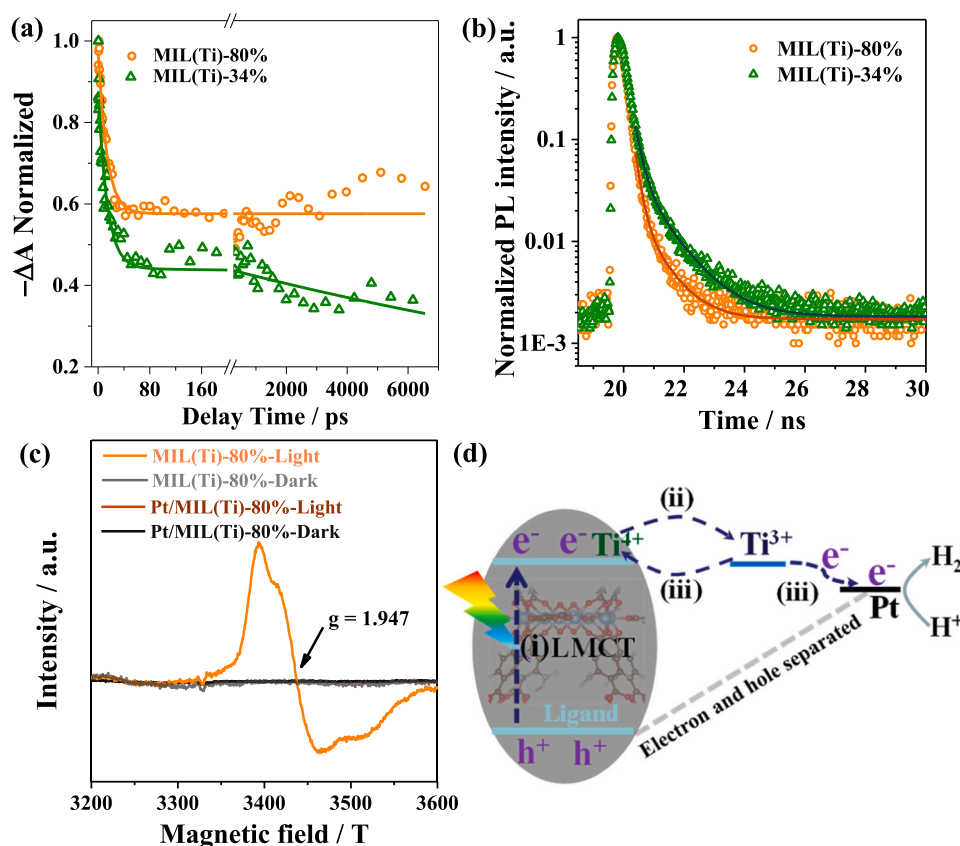 (a)
−ΔA Normalized
1.0
0.8
0.6
0.4
0.2
MIL(Ti)-80%
MIL(Ti)-34%
0 80 160 2000 4000 6000
Delay Time / ps
(b)
Normalized PL intensity / a.u.
1
0.1
0.01
1E-3
MIL(Ti)-80%
MIL(Ti)-34%
20 22 24 26 28 30
Time / ns
(c)
Intensity / a.u.
MIL(Ti)-80%-Light
MIL(Ti)-80%-Dark
Pt/MIL(Ti)-80%-Light
Pt/MIL(Ti)-80%-Dark
g = 1.947
3200 3300 3400 3500 3600
Magnetic field / T
(d)
(ii)
e⁻ e⁻ Ti⁴⁺
Ti³⁺
(iii)
(iii)
e⁻
e⁻
Pt
H₂
H⁺
(i)LMCT
Ligand
h⁺ h⁺
Electron and hole separated